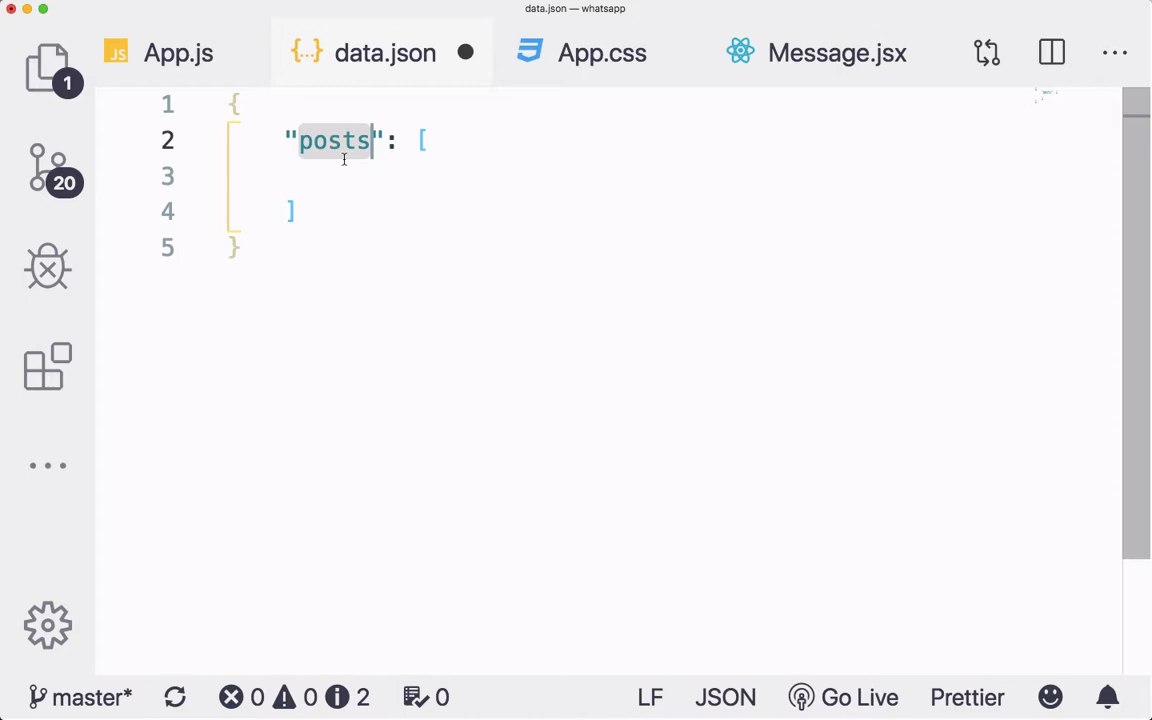 data.json — whatsapp
JS App.js
{...} data.json
App.css
Message.jsx
1
20
1 {
2 "posts": [
3
4 ]
5 }
master*
0 0 2
0
LF
JSON
Go Live
Prettier